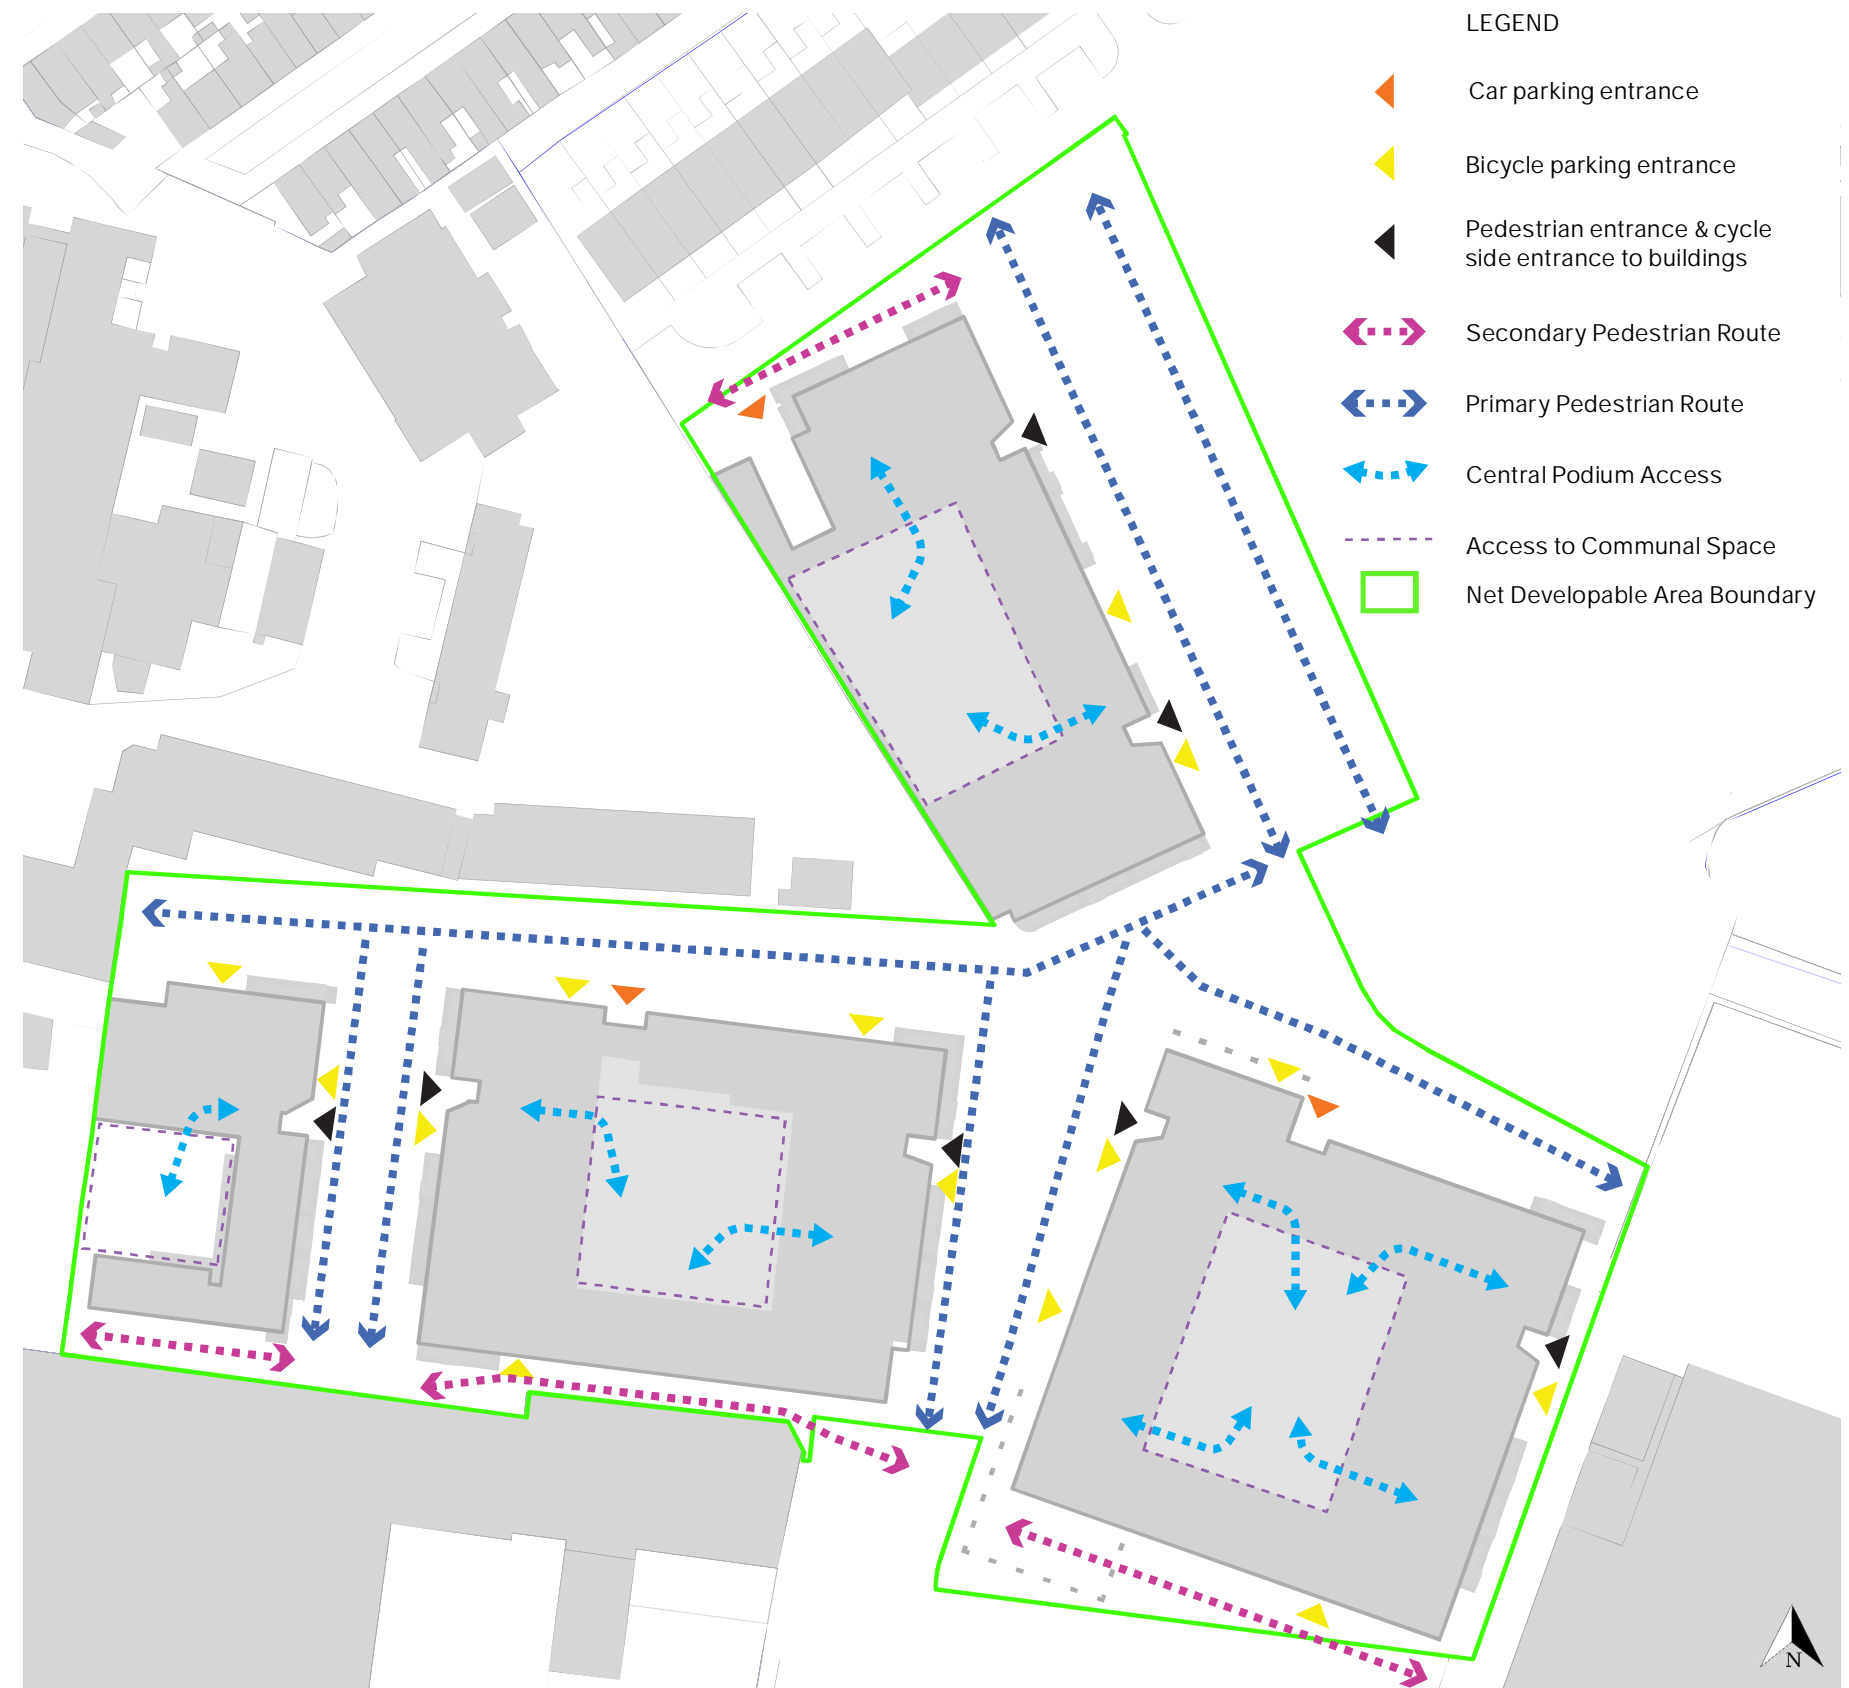 LEGEND
Car parking entrance
Bicycle parking entrance
Pedestrian entrance & cycle
side entrance to buildings
Secondary Pedestrian Route
Primary Pedestrian Route
Central Podium Access
Access to Communal Space
Net Developable Area Boundary
N